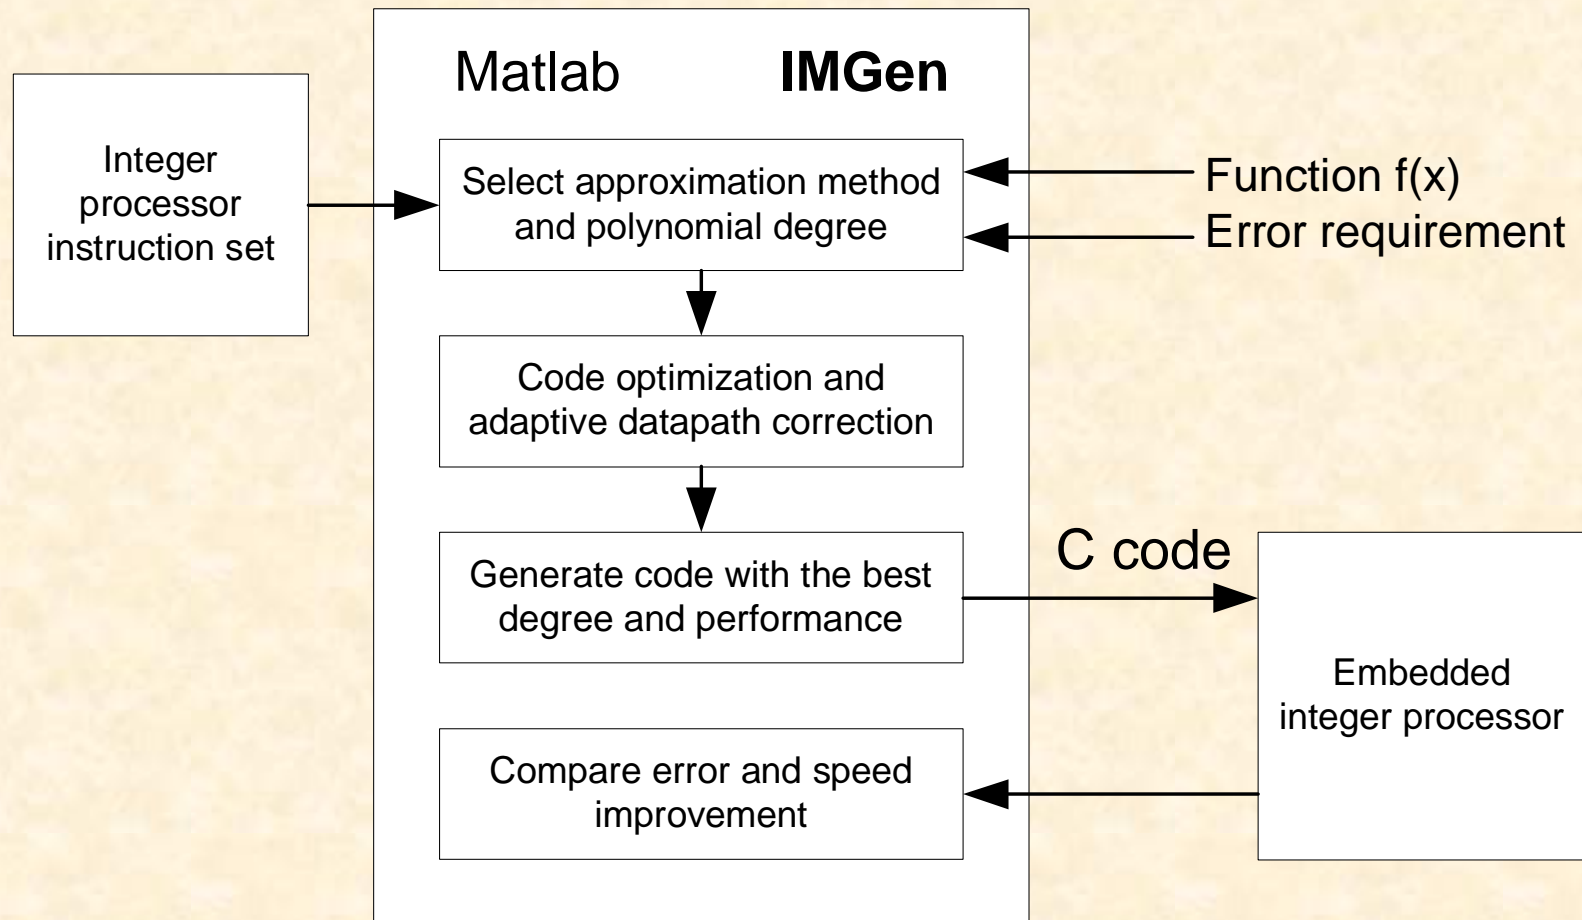 Matlab IMGen
Integer
processor
instruction set
Select approximation method
and polynomial degree
Function f(x)
Error requirement
Code optimization and
adaptive datapath correction
Generate code with the best
degree and performance
C code
Embedded
integer processor
Compare error and speed
improvement